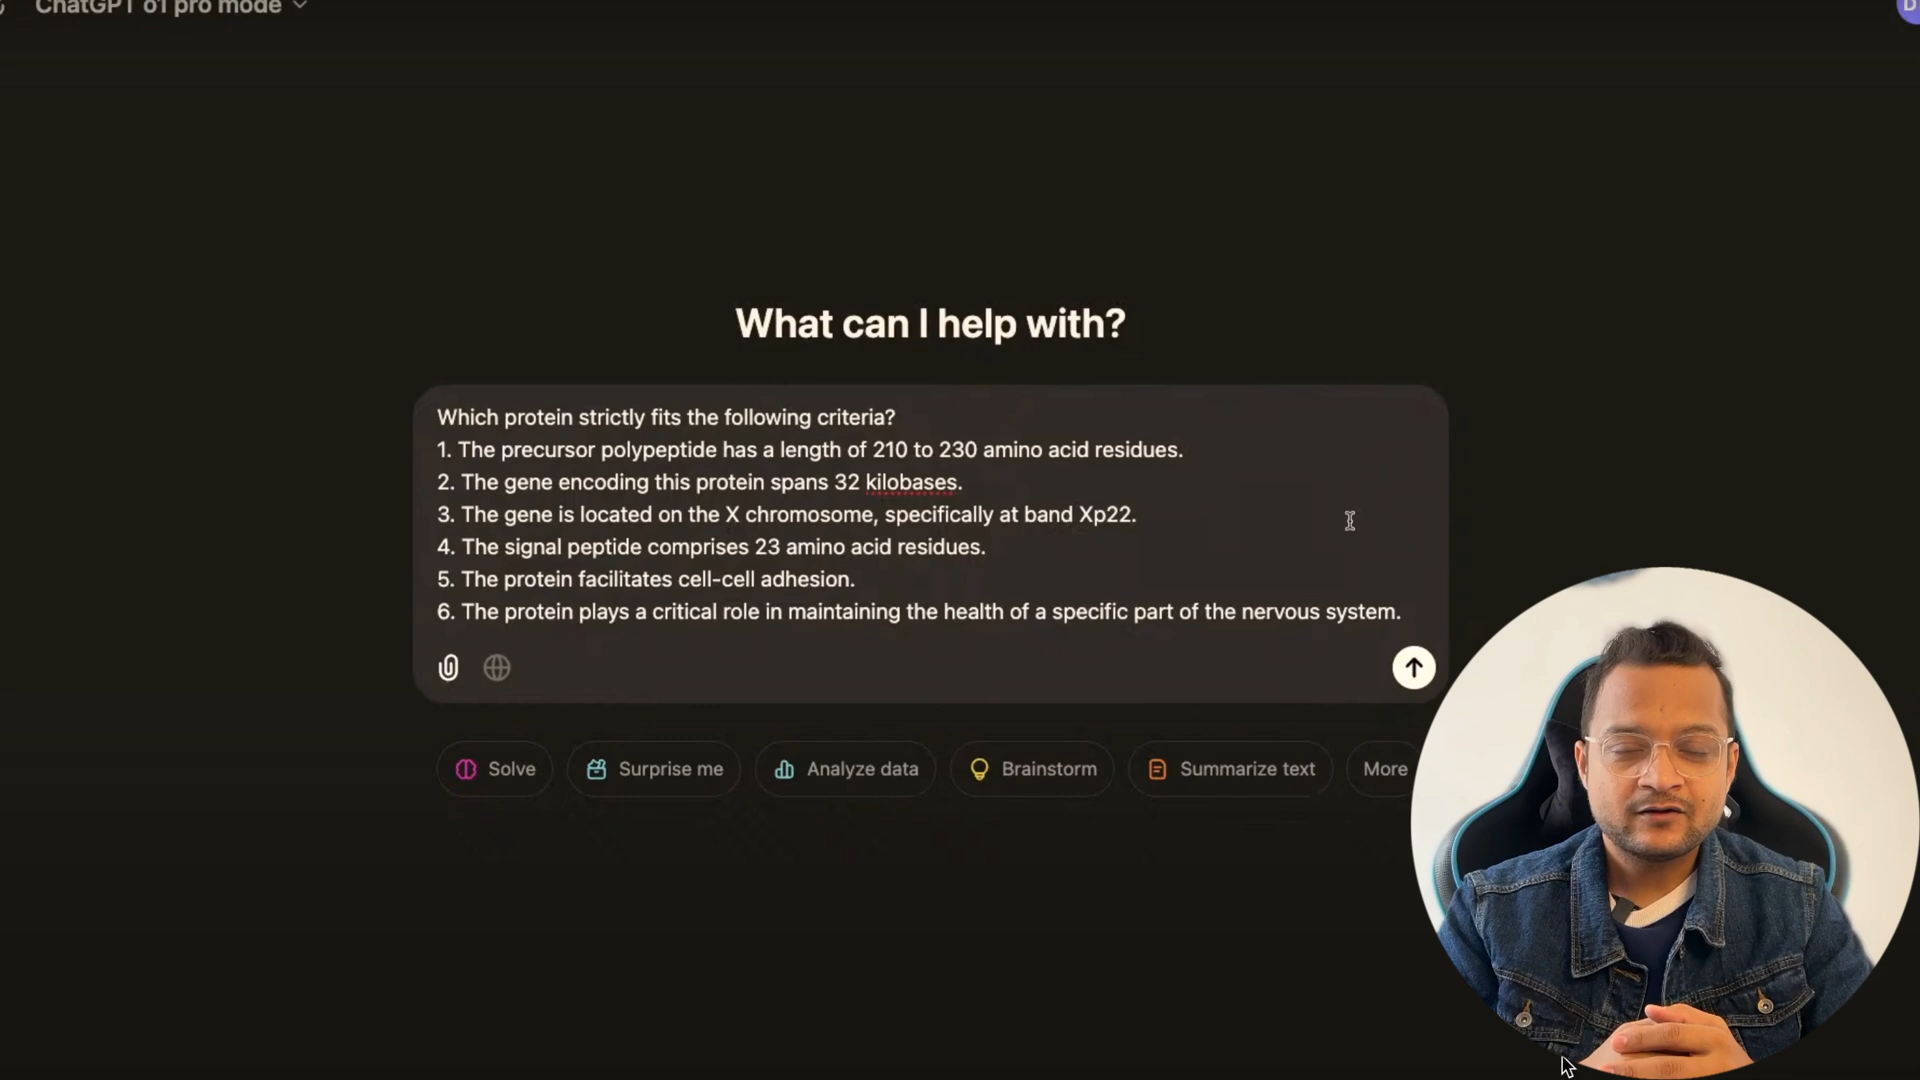 ChatGPT o1 pro mode
D
What can I help with?
Which protein strictly fits the following criteria?
1. The precursor polypeptide has a length of 210 to 230 amino acid residues.
2. The gene encoding this protein spans 32 kilobases.
3. The gene is located on the X chromosome, specifically at band Xp22.
4. The signal peptide comprises 23 amino acid residues.
5. The protein facilitates cell-cell adhesion.
6. The protein plays a critical role in maintaining the health of a specific part of the nervous system.
Solve
Surprise me
Analyze data
Brainstorm
Summarize text
More